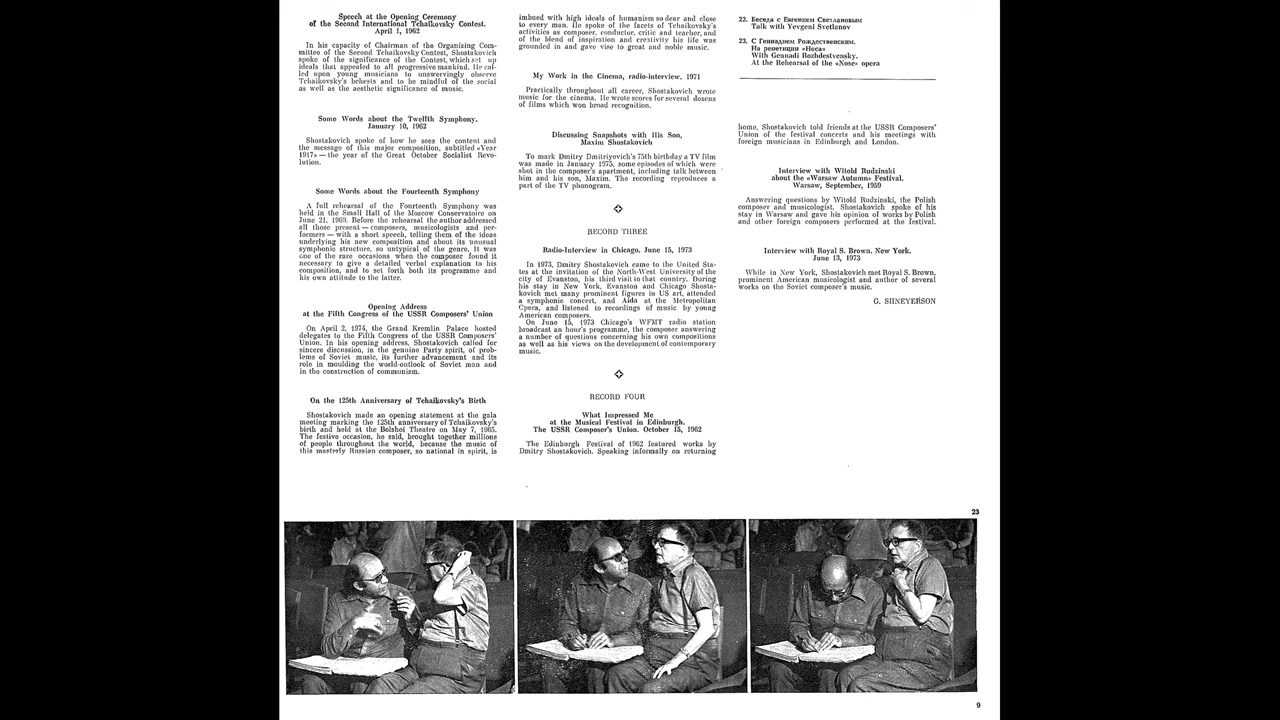 Speech at the Opening Ceremony
of the Second International Tchaikovsky Contest.
April 1, 1962
In his capacity of Chairman of the Organizing Com-
mittee of the Second Tchaikovsky Contest, Shostakovich
spoke of the significance of the Contest, which set up
ideals that appealed to all progressive mankind. He cal-
led upon young musicians to unswervingly observe
Tchaikovsky's behests and to be mindful of the social
as well as the aesthetic significance of music.
Some Words about the Twelfth Symphony.
January 10, 1962
Shostakovich spoke of how he sees the content and
the message of this major composition, subtitled «Year
1917» — the year of the Great October Socialist Revo-
lution.
Some Words about the Fourteenth Symphony
A full rehearsal of the Fourteenth Symphony was
held in the Small Hall of the Moscow Conservatoire on
June 21, 1969. Before the rehearsal the author addressed
all those present — composers, musicologists and per-
formers — with a short speech, telling them of the ideas
underlying his new composition and about its unusual
symphonic structure, so untypical of the genre. It was
one of the rare occasions when the composer found it
necessary to give a detailed verbal explanation to his
composition, and to set forth both its programme and
his own attitude to the latter.
Opening Address
at the Fifth Congress of the USSR Composers' Union
On April 2, 1974, the Grand Kremlin Palace hosted
delegates to the Fifth Congress of the USSR Composers'
Union. In his opening address, Shostakovich called for
sincere discussion, in the genuine Party spirit, of prob-
lems of Soviet music, its further advancement and its
role in moulding the world-outlook of Soviet man and
in the construction of communism.
On the 125th Anniversary of Tchaikovsky's Birth
Shostakovich made an opening statement at the gala
meeting marking the 125th anniversary of Tchaikovsky's
birth and held at the Bolshoi Theatre on May 7, 1965.
The festive occasion, he said, brought together millions
of people throughout the world, because the music of
this masterly Russian composer, so national in spirit, is
imbued with high ideals of humanism so dear and close
to every man. He spoke of the facets of Tchaikovsky's
activities as composer, conductor, critic and teacher, and
of the blend of inspiration and creativity his life was
grounded in and gave vise to great and noble music.
My Work in the Cinema, radio-interview. 1971
Practically throughout all career, Shostakovich wrote
music for the cinema. He wrote scores for several dozens
of films which won broad recognition.
Discussing Snapshots with His Son,
Maxim Shostakovich
To mark Dmitry Dmitriyevich's 75th birthday a TV film
was made in January 1975, some episodes of which were
shot in the composer's apartment, including talk between
him and his son, Maxim. The recording reproduces a
part of the TV phonogram.
RECORD THREE
Radio-Interview in Chicago. June 15, 1973
In 1973, Dmitry Shostakovich came to the United Sta-
tes at the invitation of the North-West University of the
city of Evanston, his third visit to that country. During
his stay in New York, Evanston and Chicago Shosta-
kovich met many prominent figures in US art, attended
a symphonic concert, and Aida at the Metropolitan
Opera, and listened to recordings of music by young
American composers.
On June 15, 1973 Chicago's WFMT radio station
broadcast an hour's programme, the composer answering
a number of questions concerning his own compositions
as well as his views on the development of contemporary
music.
RECORD FOUR
What Impressed Me
at the Musical Festival in Edinburgh.
The USSR Composer's Union. October 15, 1962
The Edinburgh Festival of 1962 featured works by
Dmitry Shostakovich. Speaking informally on returning
22. Беседа с Евгением Светлановым
Talk with Yevgeni Svetlanov
23. С Геннадием Рождественским.
На репетиции «Носа»
With Gennadi Rozhdestvensky.
At the Rehearsal of the «Nose» opera
home, Shostakovich told friends at the USSR Composers'
Union of the festival concerts and his meetings with
foreign musicians in Edinburgh and London.
Interview with Witold Rudzinski
about the «Warsaw Autumn» Festival.
Warsaw, September, 1959
Answering questions by Witold Rudzinski, the Polish
composer and musicologist. Shostakovich spoke of his
stay in Warsaw and gave his opinion of works by Polish
and other foreign composers performed at the festival.
Interview with Royal S. Brown. New York.
June 13, 1973
While in New York, Shostakovich met Royal S. Brown,
prominent American musicologist and author of several
works on the Soviet composer's music.
G. SHNEYERSON
23
9